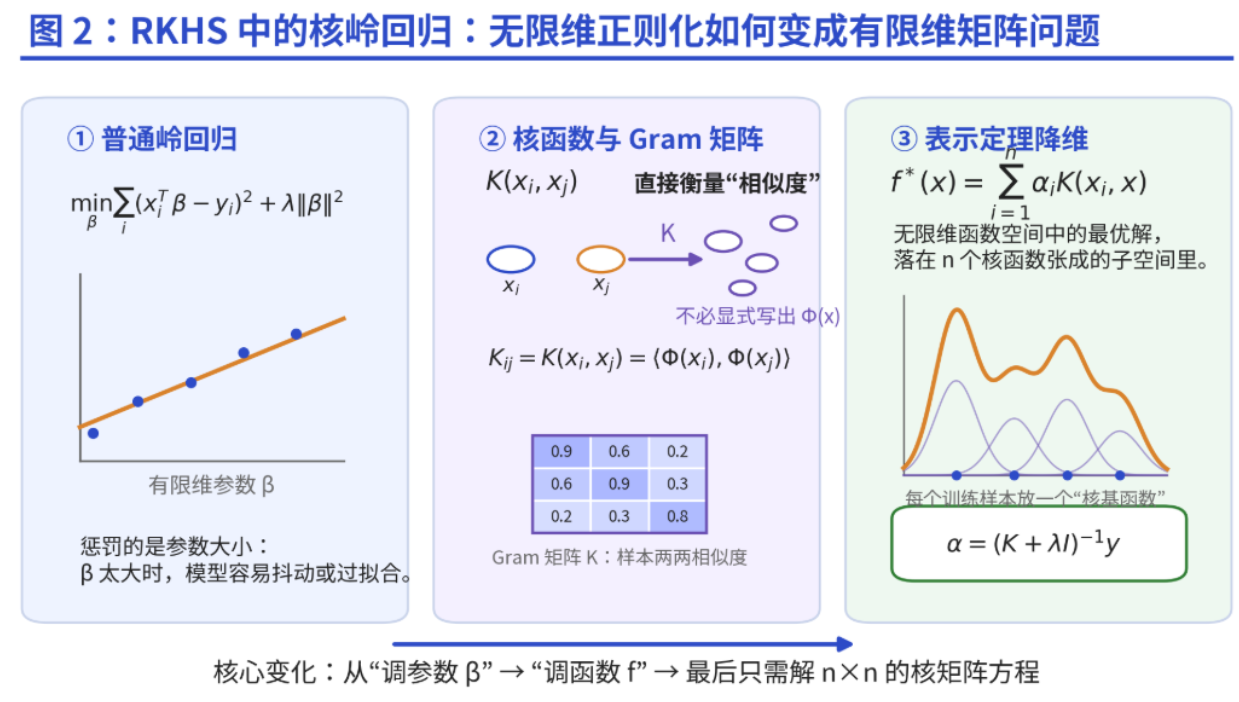 图 2：RKHS 中的核岭回归：无限维正则化如何变成有限维矩阵问题
① 普通岭回归
min_β ∑_i (x_i^T β − y_i)² + λ‖β‖²
有限维参数 β
惩罚的是参数大小：
β 太大时，模型容易抖动或过拟合。
② 核函数与 Gram 矩阵
K(x_i, x_j) 直接衡量“相似度”
K
x_i x_j
不必显式写出 Φ(x)
K_ij = K(x_i, x_j) = ⟨Φ(x_i), Φ(x_j)⟩
0.9 0.6 0.2
0.6 0.9 0.3
0.2 0.3 0.8
Gram 矩阵 K：样本两两相似度
③ 表示定理降维
f*(x) = ∑_{i=1}^n α_i K(x_i, x)
无限维函数空间中的最优解，
落在 n 个核函数张成的子空间里。
每个训练样本放一个“核基函数”
α = (K + λI)⁻¹y
核心变化：从“调参数 β” → “调函数 f” → 最后只需解 n×n 的核矩阵方程